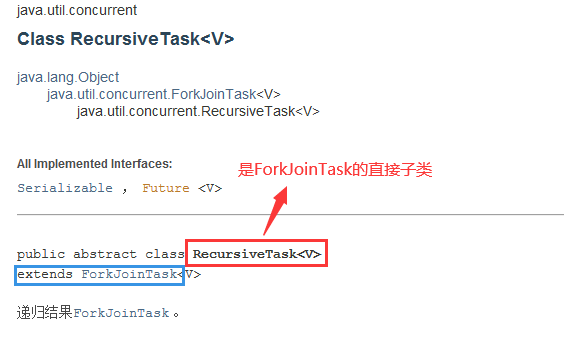 java.util.concurrent
Class RecursiveTask<V>
java.lang.Object
java.util.concurrent.ForkJoinTask<V>
java.util.concurrent.RecursiveTask<V>
All Implemented Interfaces:
Serializable ， Future <V>
是ForkJoinTask的直接子类
public abstract class RecursiveTask<V>
extends ForkJoinTask<V>
递归结果ForkJoinTask 。